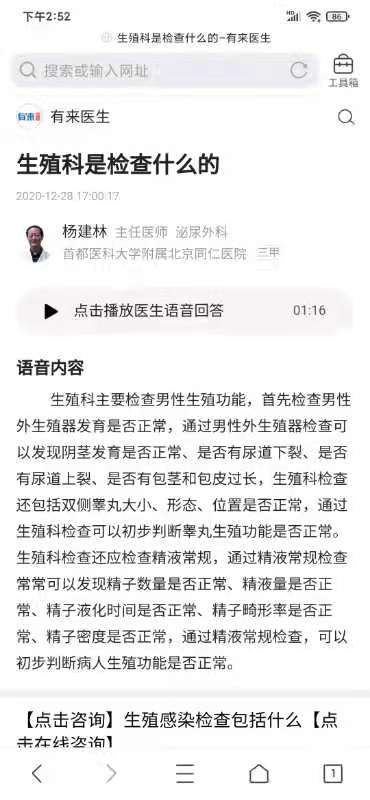 下午2:52
HD
86
生殖科是检查什么的-有来医生
搜索或输入网址
工具箱
有来医生 有来医生
生殖科是检查什么的
2020-12-28 17:00:17
杨建林 主任医师 泌尿外科
首都医科大学附属北京同仁医院 三甲
点击播放医生语音回答 01:16
语音内容
生殖科主要检查男性生殖功能，首先检查男性
外生殖器发育是否正常，通过男性外生殖器检查可
以发现阴茎发育是否正常、是否有尿道下裂、是否
有尿道上裂、是否有包茎和包皮过长，生殖科检查
还包括双侧睾丸大小、形态、位置是否正常，通过
生殖科检查可以初步判断睾丸生殖功能是否正常。
生殖科检查还应检查精液常规，通过精液常规检查
常常可以发现精子数量是否正常、精液量是否正
常、精子液化时间是否正常、精子畸形率是否正
常、精子密度是否正常，通过精液常规检查，可以
初步判断病人生殖功能是否正常。
【点击咨询】生殖感染检查包括什么【点
击在线咨询】
1